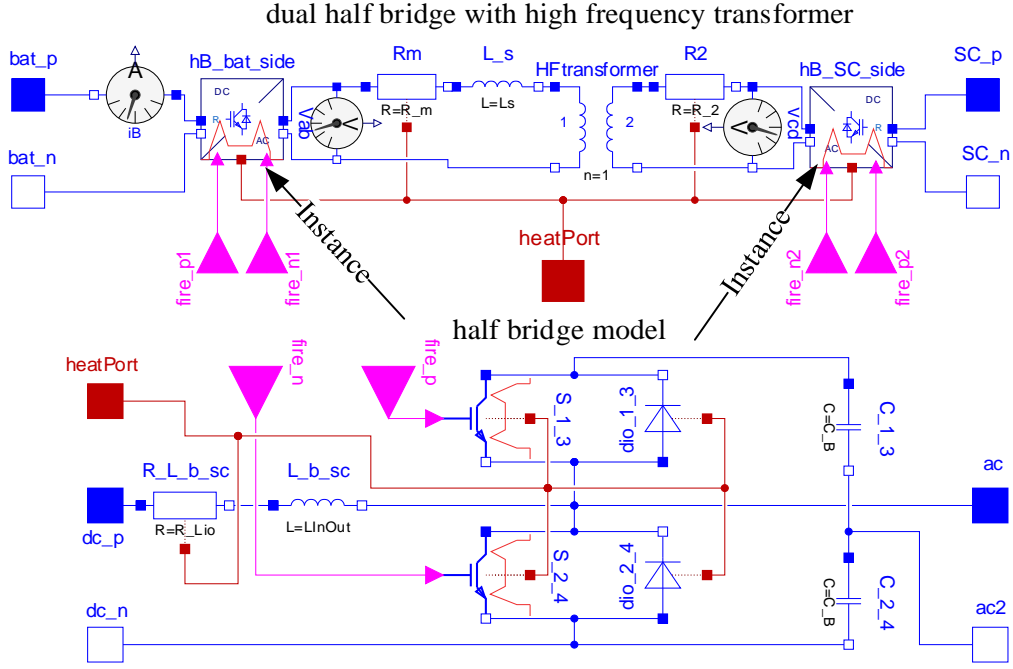 dual half bridge with high frequency transformer
bat_p
A
iB
hB_bat_side
DC
R
AC
Vab
V
Rm
R=R_m
L_s
L=Ls
HFtransformer
1
2
n=1
R2
R=R_2
V
vcd
hB_SC_side
DC
R
AC
SC_p
bat_n
SC_n
fire_p1
fire_n1
Instance
heatPort
Instance
fire_n2
fire_p2
half bridge model
heatPort
fire_n
fire_p
S_1_3
dio_1_3
C=C_B
C_1_3
R_L_b_sc
R=R_Lio
L_b_sc
L=LInOut
dc_p
ac
S_2_4
dio_2_4
C=C_B
C_2_4
dc_n
ac2